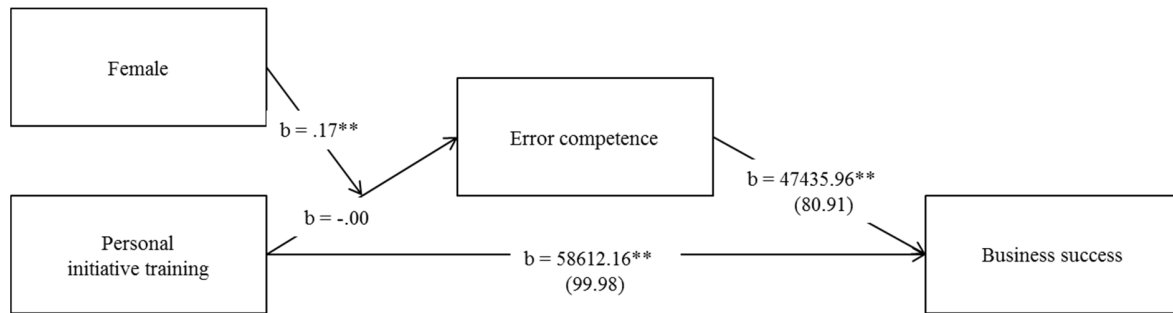 Female
b = .17**
Error competence
b = 47435.96**
(80.91)
b = -.00
Personal
initiative training
b = 58612.16**
(99.98)
Business success